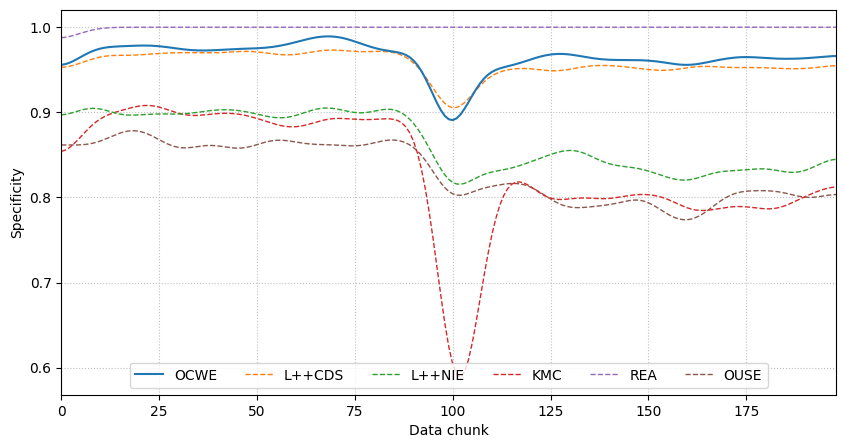 1.0
0.9
0.8
0.7
0.6
Specificity
OCWE L++CDS L++NIE KMC REA OUSE
0 25 50 75 100 125 150 175
Data chunk